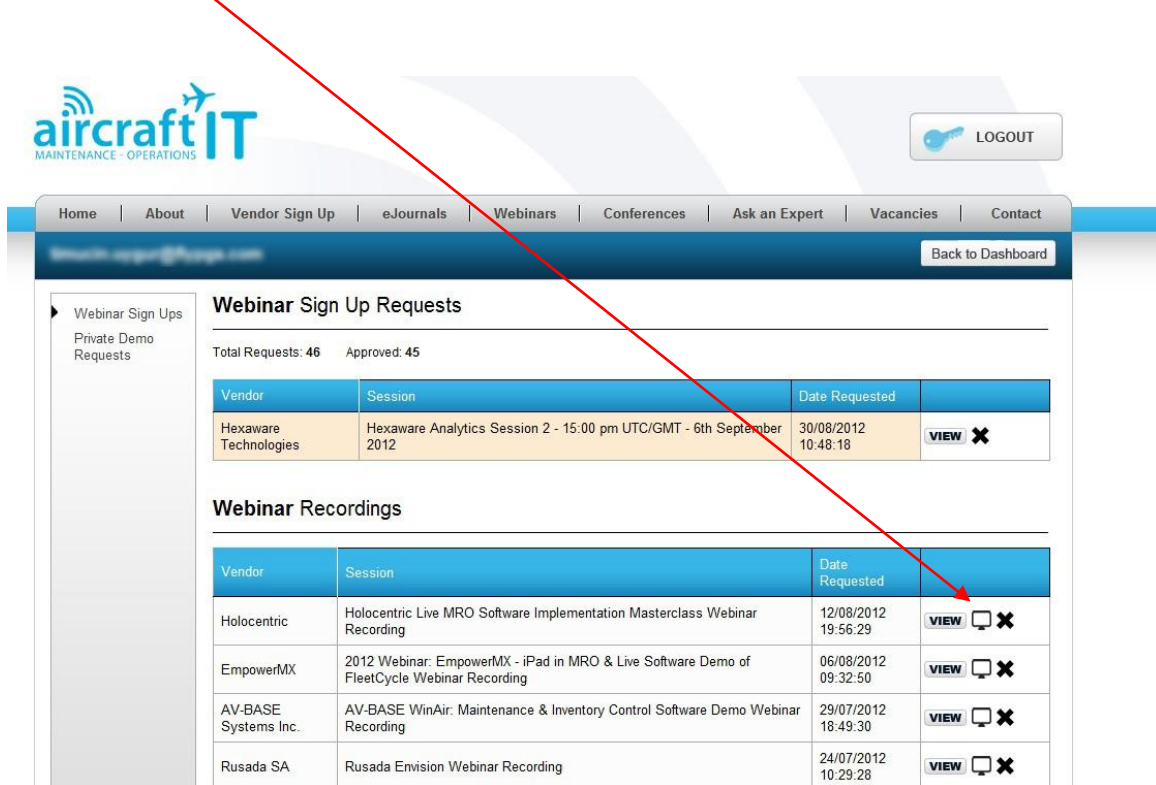 aircraft IT
MAINTENANCE - OPERATIONS
LOGOUT
Home | About | Vendor Sign Up | eJournals | Webinars | Conferences | Ask an Expert | Vacancies | Contact
Back to Dashboard
Webinar Sign Ups
Private Demo
Requests
Webinar Sign Up Requests
Total Requests: 46 Approved: 45
Vendor Session Date Requested
Hexaware Hexaware Analytics Session 2 - 15:00 pm UTC/GMT - 6th September 30/08/2012 VIEW
Technologies 2012 10:48:18
Webinar Recordings
Vendor Session Date
Requested
Holocentric Holocentric Live MRO Software Implementation Masterclass Webinar 12/08/2012 VIEW
Recording 19:56:29
EmpowerMX 2012 Webinar: EmpowerMX - iPad in MRO & Live Software Demo of 06/08/2012 VIEW
FleetCycle Webinar Recording 09:32:50
AV-BASE AV-BASE WinAir: Maintenance & Inventory Control Software Demo Webinar 29/07/2012 VIEW
Systems Inc. Recording 18:49:30
Rusada SA Rusada Envision Webinar Recording 24/07/2012 VIEW
10:29:28